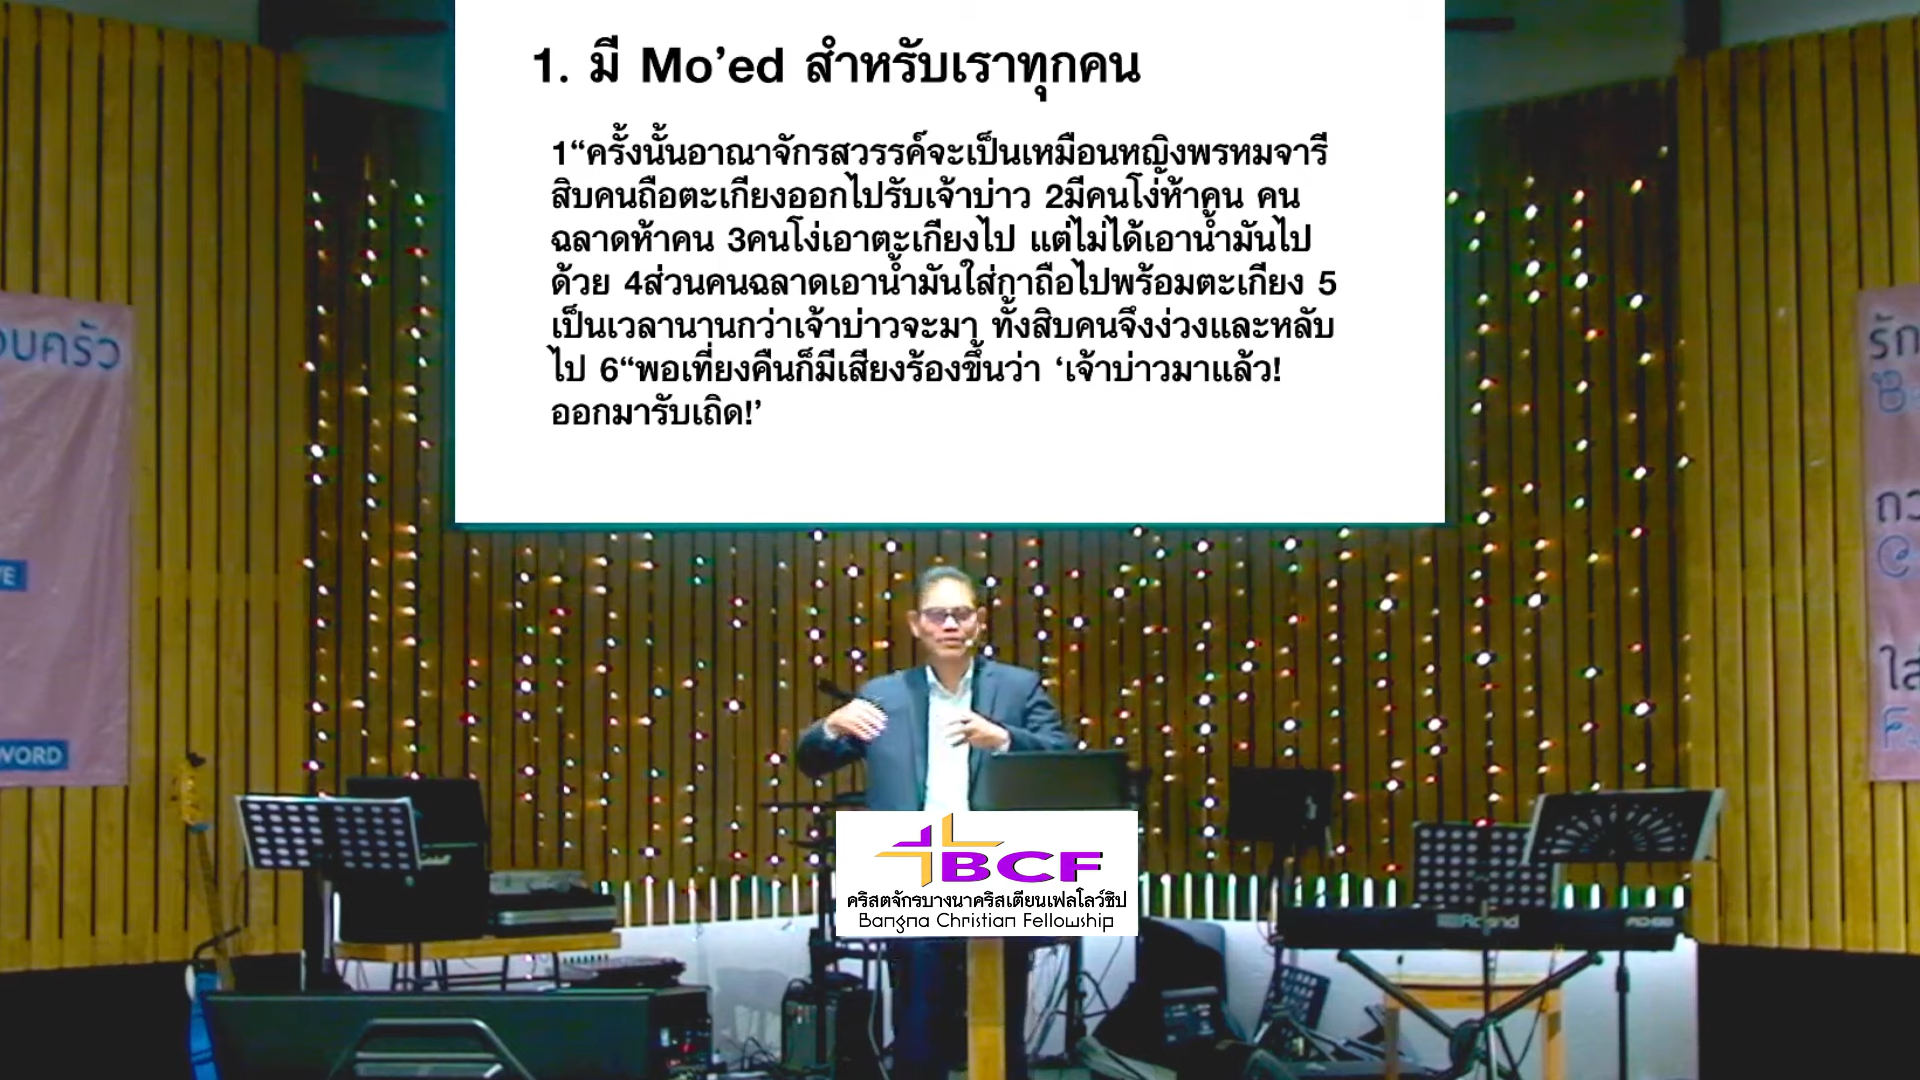 1. มี Mo’ed สำหรับเราทุกคน
1“ครั้งนั้นอาณาจักรสวรรค์จะเป็นเหมือนหญิงพรหมจารี
สิบคนถือตะเกียงออกไปรับเจ้าบ่าว 2มีคนโง่ห้าคน คน
ฉลาดห้าคน 3คนโง่เอาตะเกียงไป แต่ไม่ได้เอาน้ำมันไป
ด้วย 4ส่วนคนฉลาดเอาน้ำมันใส่กาถือไปพร้อมตะเกียง 5
เป็นเวลานานกว่าเจ้าบ่าวจะมา ทั้งสิบคนจึงง่วงและหลับ
ไป 6“พอเที่ยงคืนก็มีเสียงร้องขึ้นว่า ‘เจ้าบ่าวมาแล้ว!
ออกมารับเถิด!’
WORD
รัก
BCF
คริสตจักรบางนาคริสเตียนเฟลโลว์ชิป
Bangna Christian Fellowship
Roland